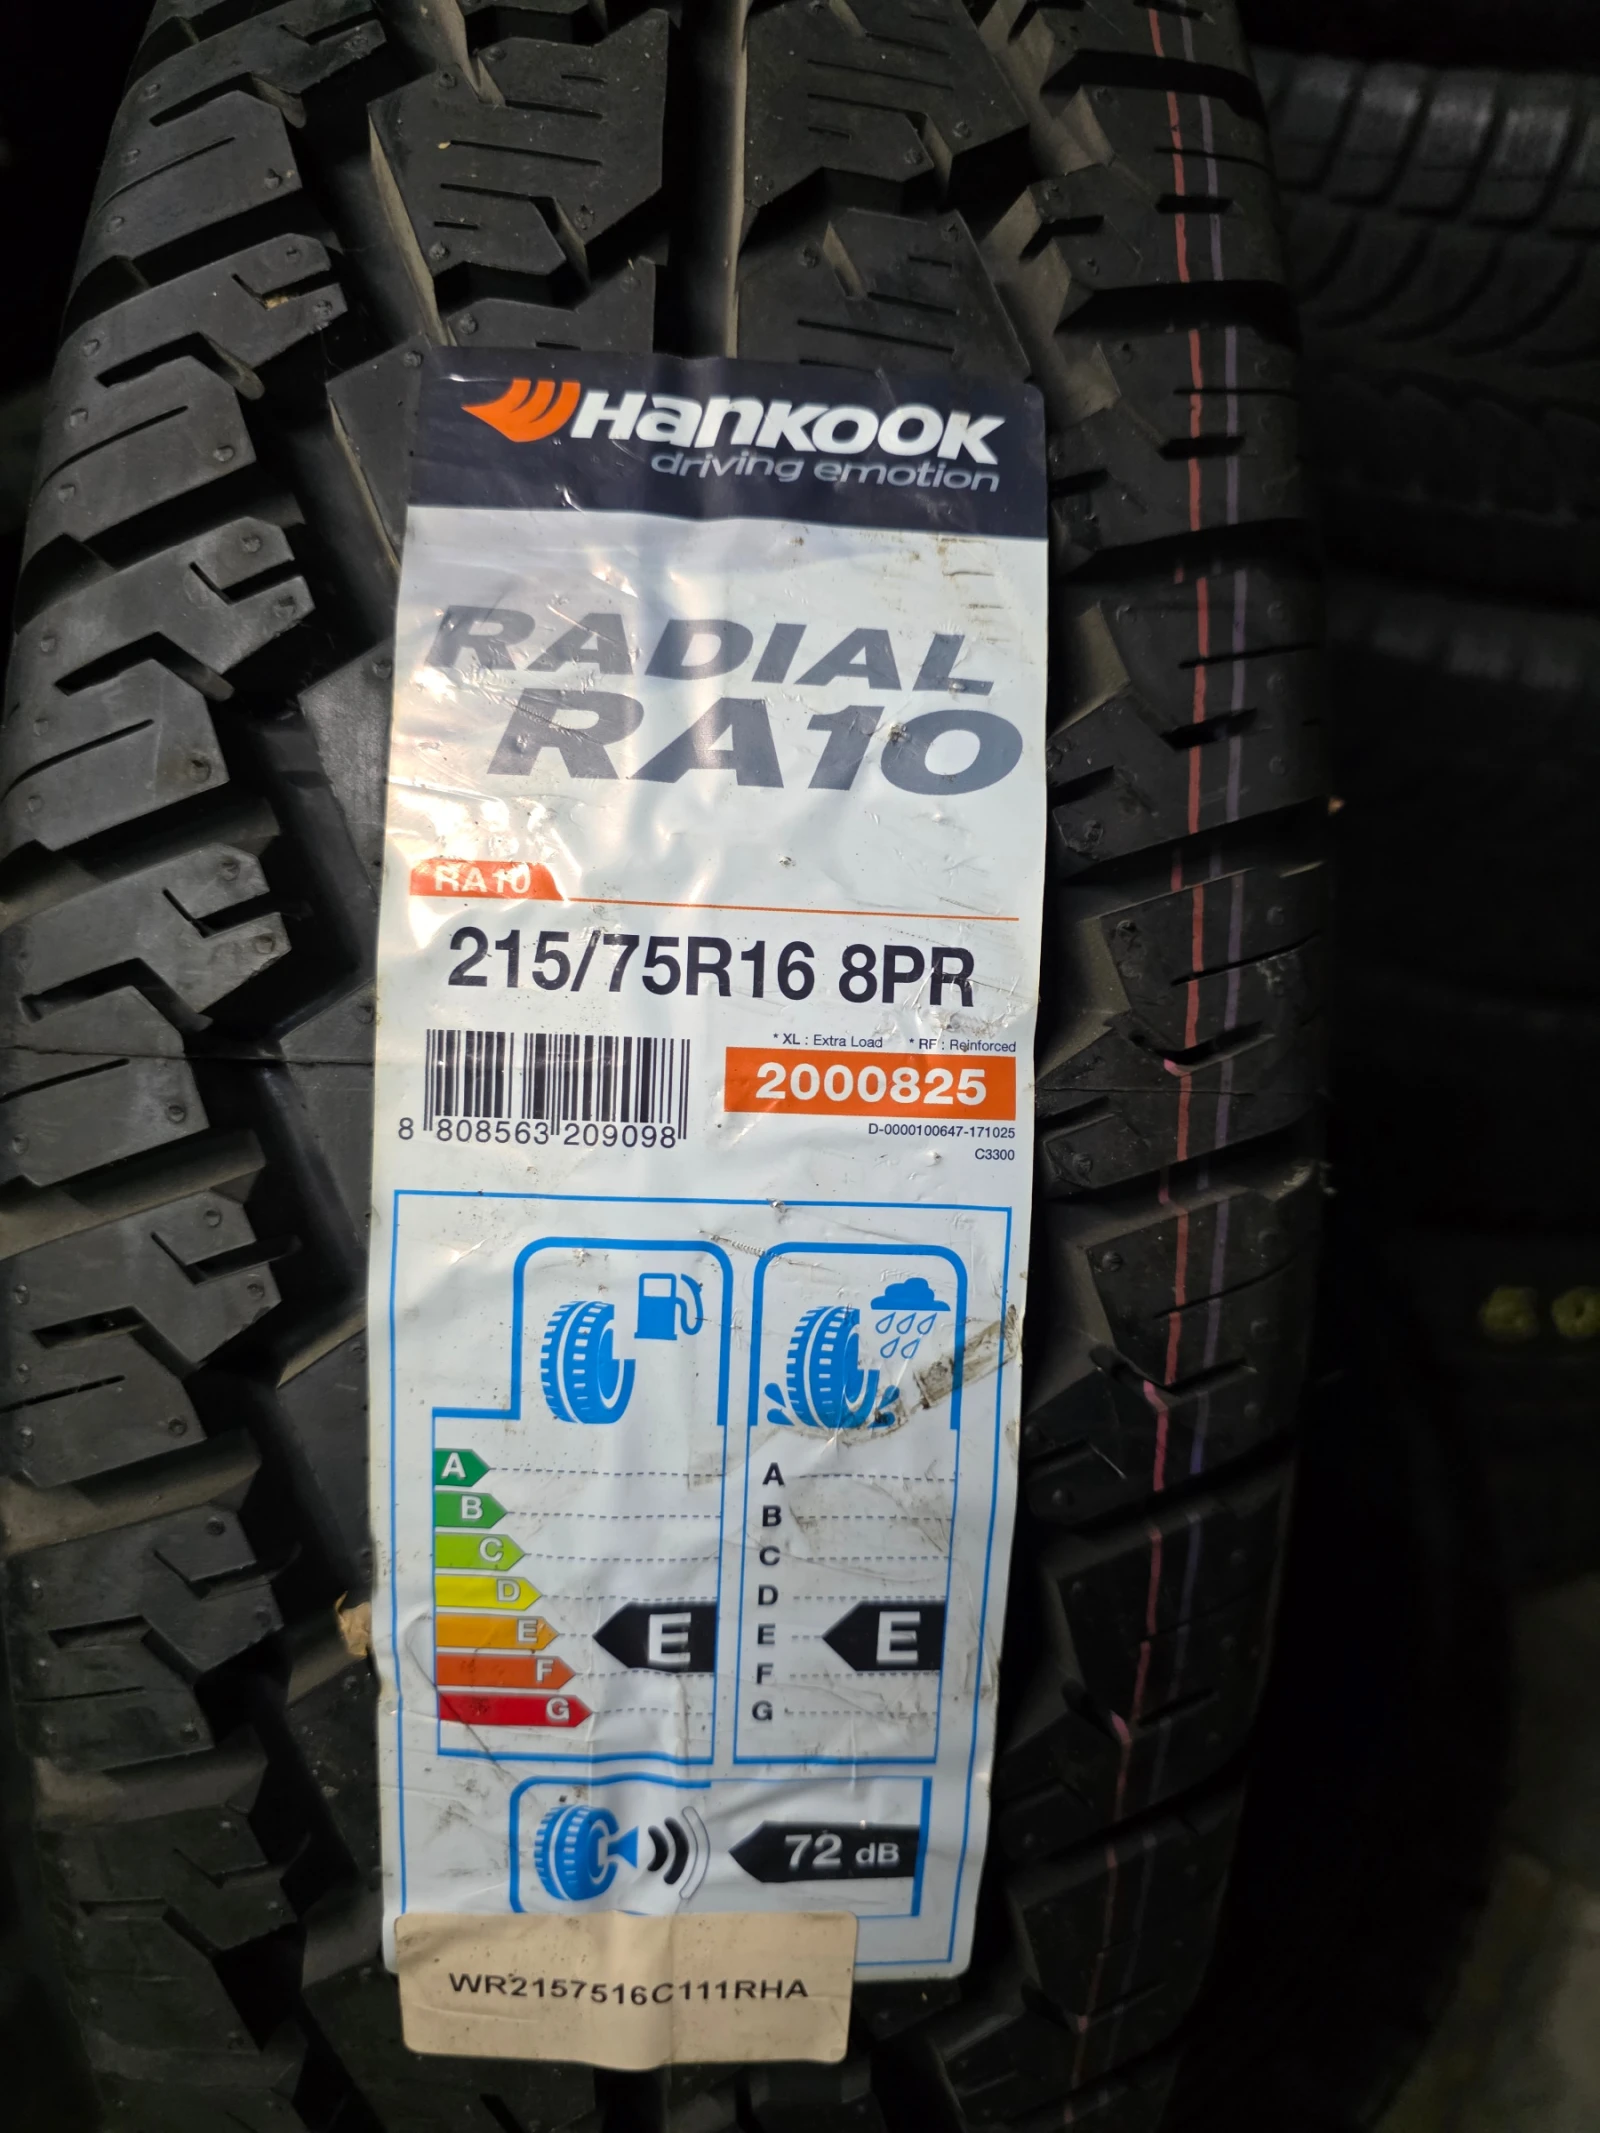 HANKOOK
driving emotion
RADIAL
RA10
RA10
215/75R16 8PR
* XL : Extra Load * RF : Reinforced
2000825
8 808563 209098
D-0000100647-171025
C3300
A
B
C
D
E
F
G
E
A
B
C
D
E
F
G
E
72 dB
WR2157516C111RHA